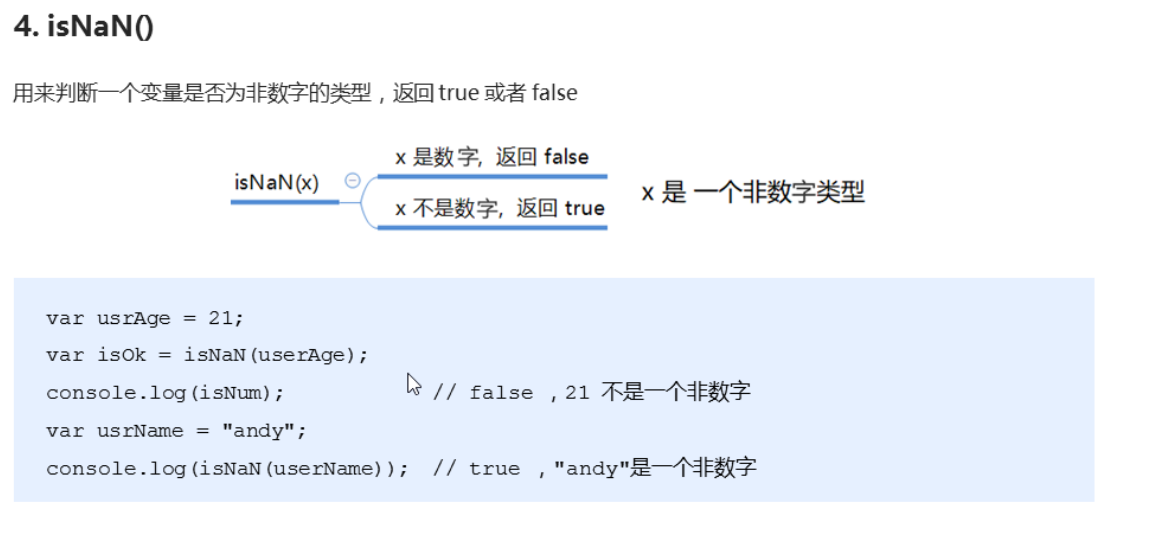 4. isNaN()
用来判断一个变量是否为非数字的类型，返回 true 或者 false
x 是数字，返回 false
isNaN(x)
x 不是数字，返回 true
x 是 一个非数字类型
var usrAge = 21;
var isOk = isNaN(userAge);
console.log(isNum); // false ，21 不是一个非数字
var usrName = "andy";
console.log(isNaN(userName)); // true ，"andy"是一个非数字